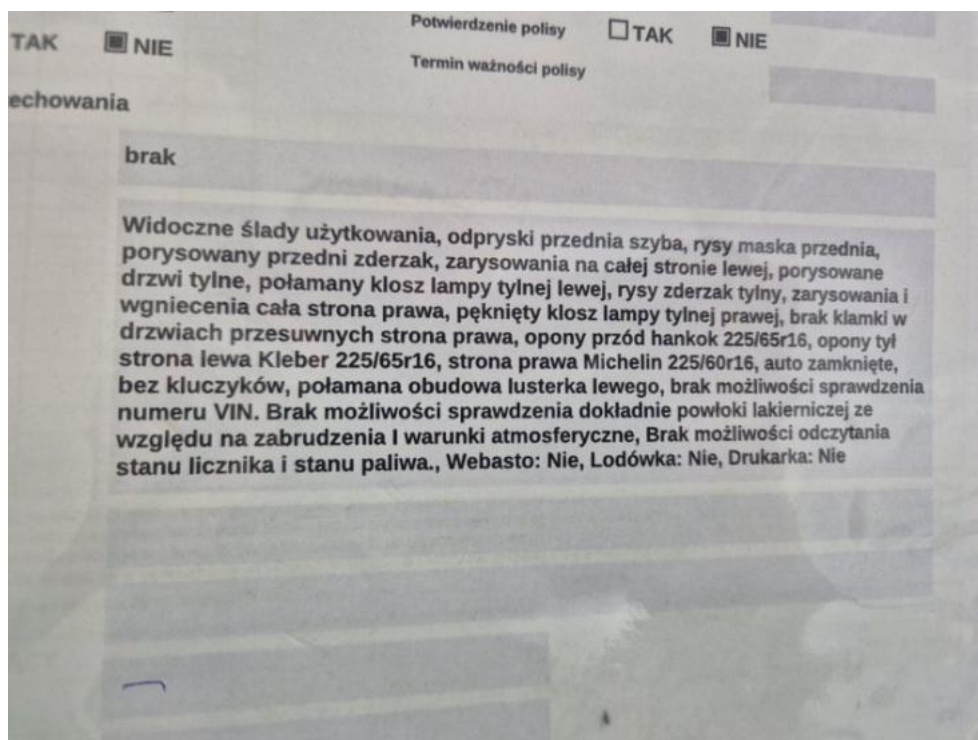 TAK NIE
Potwierdzenie polisy TAK NIE
Termin ważności polisy
echowania
brak
Widoczne ślady użytkowania, odpryski przednia szyba, rysy maska przednia,
porysowany przedni zderzak, zarysowania na całej stronie lewej, porysowane
drzwi tylne, połamany klosz lampy tylnej lewej, rysy zderzak tylny, zarysowania i
wgniecenia cała strona prawa, pęknięty klosz lampy tylnej prawej, brak klamki w
drzwiach przesuwnych strona prawa, opony przód hankok 225/65r16, opony tył
strona lewa Kleber 225/65r16, strona prawa Michelin 225/60r16, auto zamknięte,
bez kluczyków, połamana obudowa lusterka lewego, brak możliwości sprawdzenia
numeru VIN. Brak możliwości sprawdzenia dokładnie powłoki lakierniczej ze
względu na zabrudzenia I warunki atmosferyczne, Brak możliwości odczytania
stanu licznika i stanu paliwa., Webasto: Nie, Lodówka: Nie, Drukarka: Nie